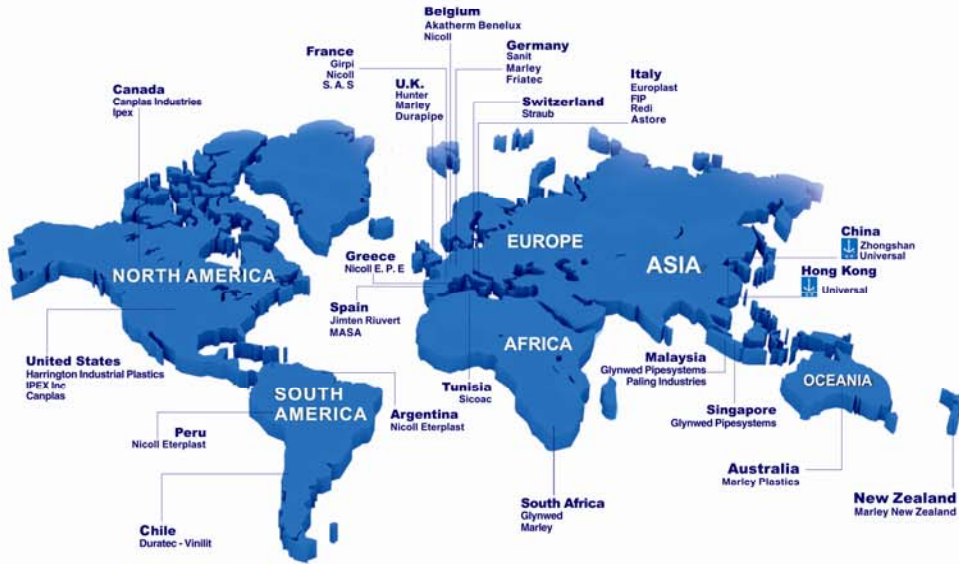 Belgium
Akatherm Benelux
Nicoll
France
Girpi
Nicoll
S. A. S
Germany
Sanit
Marley
Friatec
U.K.
Hunter
Marley
Durapipe
Italy
Europlast
FIP
Redi
Astore
Switzerland
Straub
Canada
Canplas Industries
Ipex
NORTH AMERICA
EUROPE
ASIA
China
Zhongshan
Universal
Hong Kong
Universal
Greece
Nicoll E. P. E
Spain
Jimten Riuvert
MASA
AFRICA
United States
Harrington Industrial Plastics
IPEX Inc
Canplas
SOUTH
AMERICA
Tunisia
Sicoac
Malaysia
Glynwed Pipesystems
Paling Industries
OCEANIA
Argentina
Nicoll Eterplast
Singapore
Glynwed Pipesystems
Peru
Nicoll Eterplast
Australia
Marley Plastics
South Africa
Glynwed
Marley
New Zealand
Marley New Zealand
Chile
Duratec - Vinilit